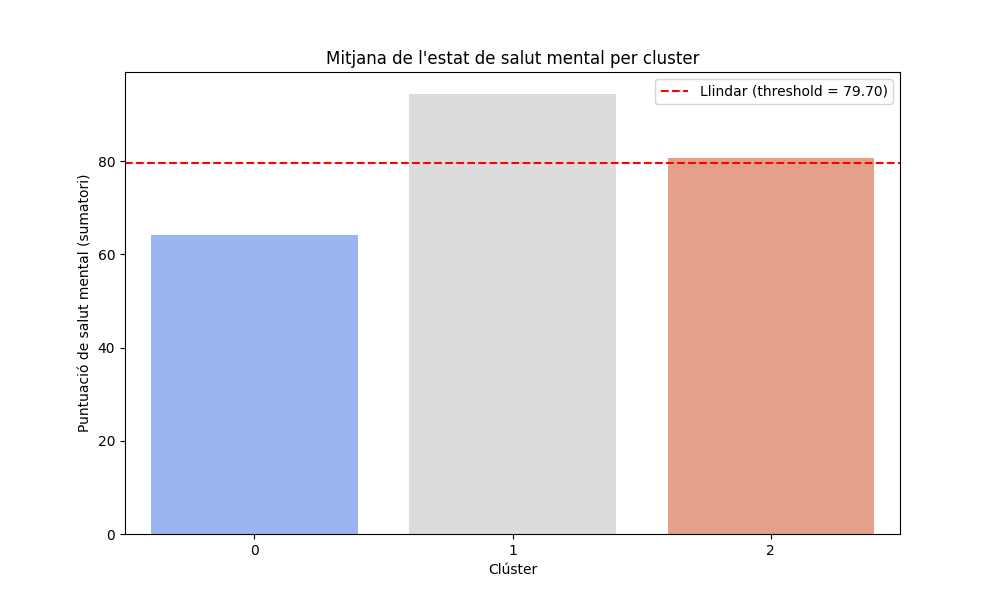 Mitjana de l'estat de salut mental per cluster
Llindar (threshold = 79.70)
Puntuació de salut mental (sumatori)
80
60
40
20
0
0 1 2
Clúster